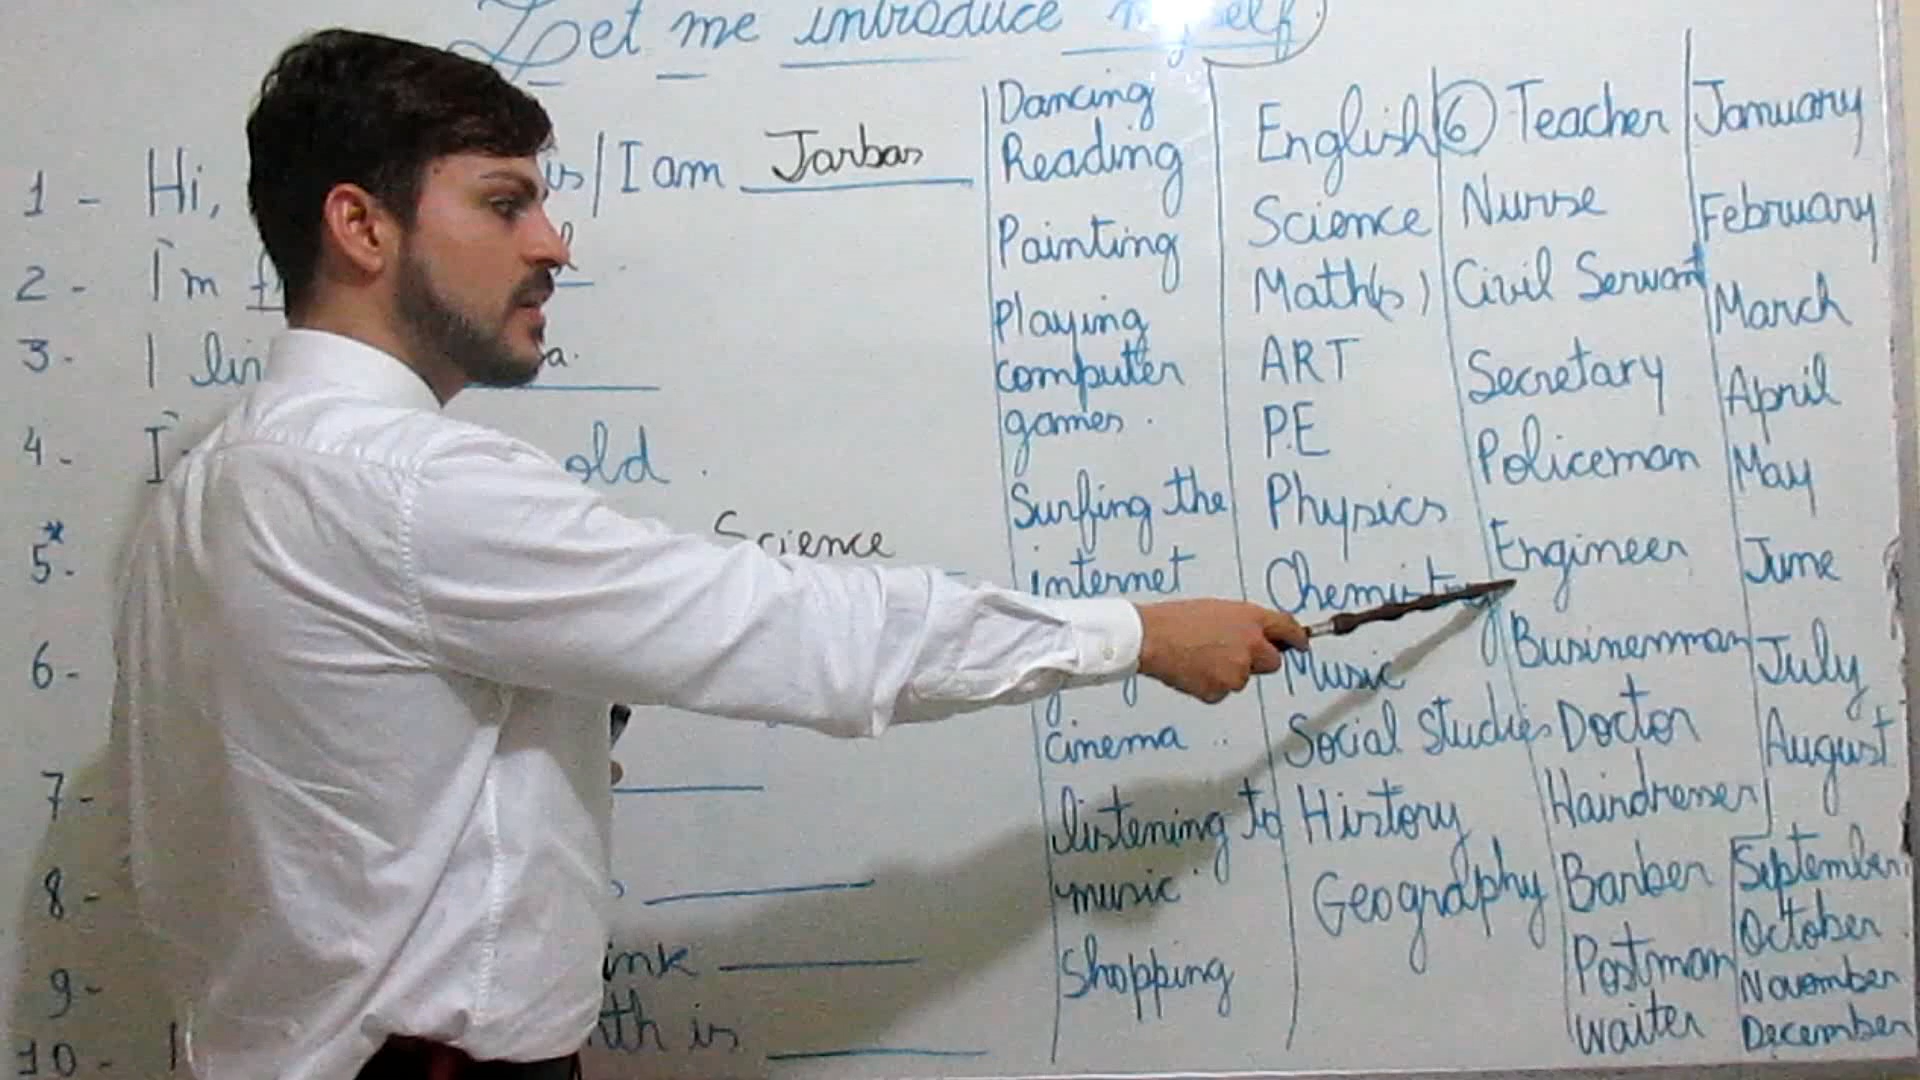 Let me introduce myself
1 - Hi, is / I am Jarbas
2 - I'm
3 - I a.
4 - old.
5* - Science
6 -
7 -
8 -
9 - ink
10 - I nth is
Dancing
Reading
Painting
Playing
computer
games.
Surfing the
internet
cinema
listening to
music
Shopping
English
Science
Math(s)
ART
P.E
Physics
Chemistry
Music
Social Studies
History
Geography
6 Teacher
Nurse
Civil Servant
Secretary
Policeman
Engineer
Businessman
Doctor
Hairdresser
Barber
Postman
waiter
January
February
March
April
May
June
July
August
September
October
November
December